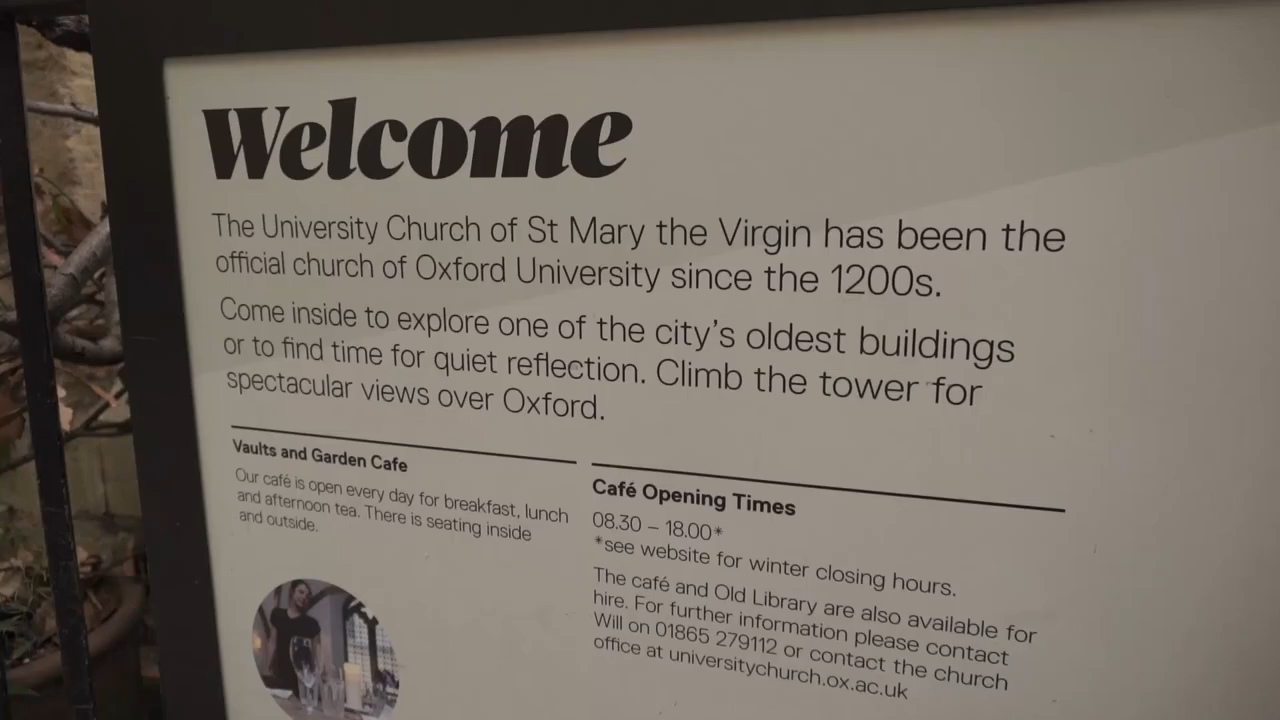 Welcome
The University Church of St Mary the Virgin has been the
official church of Oxford University since the 1200s.
Come inside to explore one of the city's oldest buildings
or to find time for quiet reflection. Climb the tower for
spectacular views over Oxford.
Vaults and Garden Cafe
Our café is open every day for breakfast, lunch
and afternoon tea. There is seating inside
and outside.
Café Opening Times
08.30 – 18.00*
*see website for winter closing hours.
The café and Old Library are also available for
hire. For further information please contact
Will on 01865 279112 or contact the church
office at universitychurch.ox.ac.uk